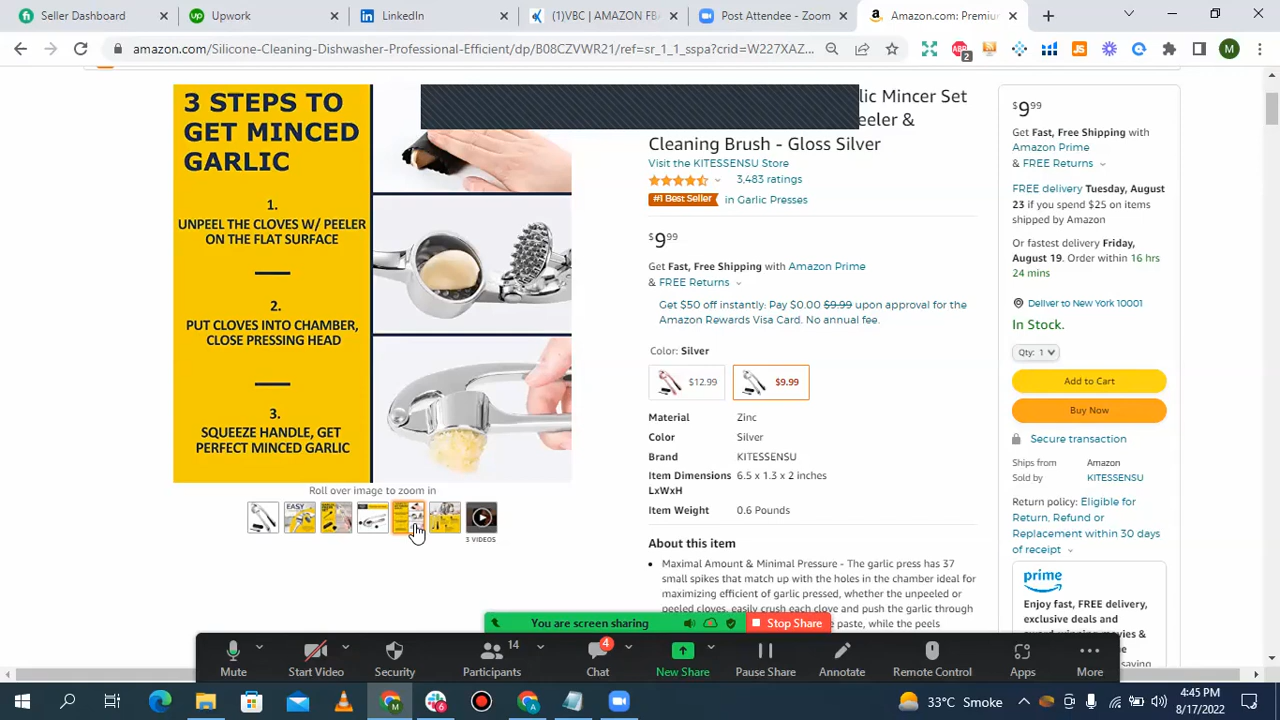 Seller Dashboard
Upwork
LinkedIn
(1)VBC | AMAZON FB
Post Attendee - Zoom
Amazon.com: Premiu
amazon.com/Silicone-Cleaning-Dishwasher-Professional-Efficient/dp/B08CZVWR21/ref=sr_1_1_sspa?crid=W227XAZ...
ABP
2
JS
M
3 STEPS TO
GET MINCED
GARLIC
1.
UNPEEL THE CLOVES W/ PEELER
ON THE FLAT SURFACE
2.
PUT CLOVES INTO CHAMBER,
CLOSE PRESSING HEAD
3.
SQUEEZE HANDLE, GET
PERFECT MINCED GARLIC
Roll over image to zoom in
EASY
3 VIDEOS
lic Mincer Set
eeler &
Cleaning Brush - Gloss Silver
Visit the KITESSENSU Store
3,483 ratings
#1 Best Seller in Garlic Presses
$9.99
Get Fast, Free Shipping with Amazon Prime
& FREE Returns
Get $50 off instantly: Pay $0.00 $9.99 upon approval for the
Amazon Rewards Visa Card. No annual fee.
Color: Silver
$12.99
$9.99
Material Zinc
Color Silver
Brand KITESSENSU
Item Dimensions 6.5 x 1.3 x 2 inches
LxWxH
Item Weight 0.6 Pounds
About this item
Maximal Amount & Minimal Pressure - The garlic press has 37
small spikes that match up with the holes in the chamber ideal for
maximizing efficient of garlic pressed, whether the unpeeled or
peeled cloves, easily crush each clove and push the garlic through
paste, while the peels
$9.99
Get Fast, Free Shipping with
Amazon Prime
& FREE Returns
FREE delivery Tuesday, August
23 if you spend $25 on items
shipped by Amazon
Or fastest delivery Friday,
August 19. Order within 16 hrs
24 mins
Deliver to New York 10001
In Stock.
Qty: 1
Add to Cart
Buy Now
Secure transaction
Ships from Amazon
Sold by KITESSENSU
Return policy: Eligible for
Return, Refund or
Replacement within 30 days
of receipt
prime
Enjoy fast, FREE delivery,
exclusive deals and
saving
You are screen sharing
Stop Share
Mute
Start Video
Security
14
Participants
4
Chat
New Share
Pause Share
Annotate
Remote Control
Apps
More
33°C Smoke
4:45 PM
8/17/2022